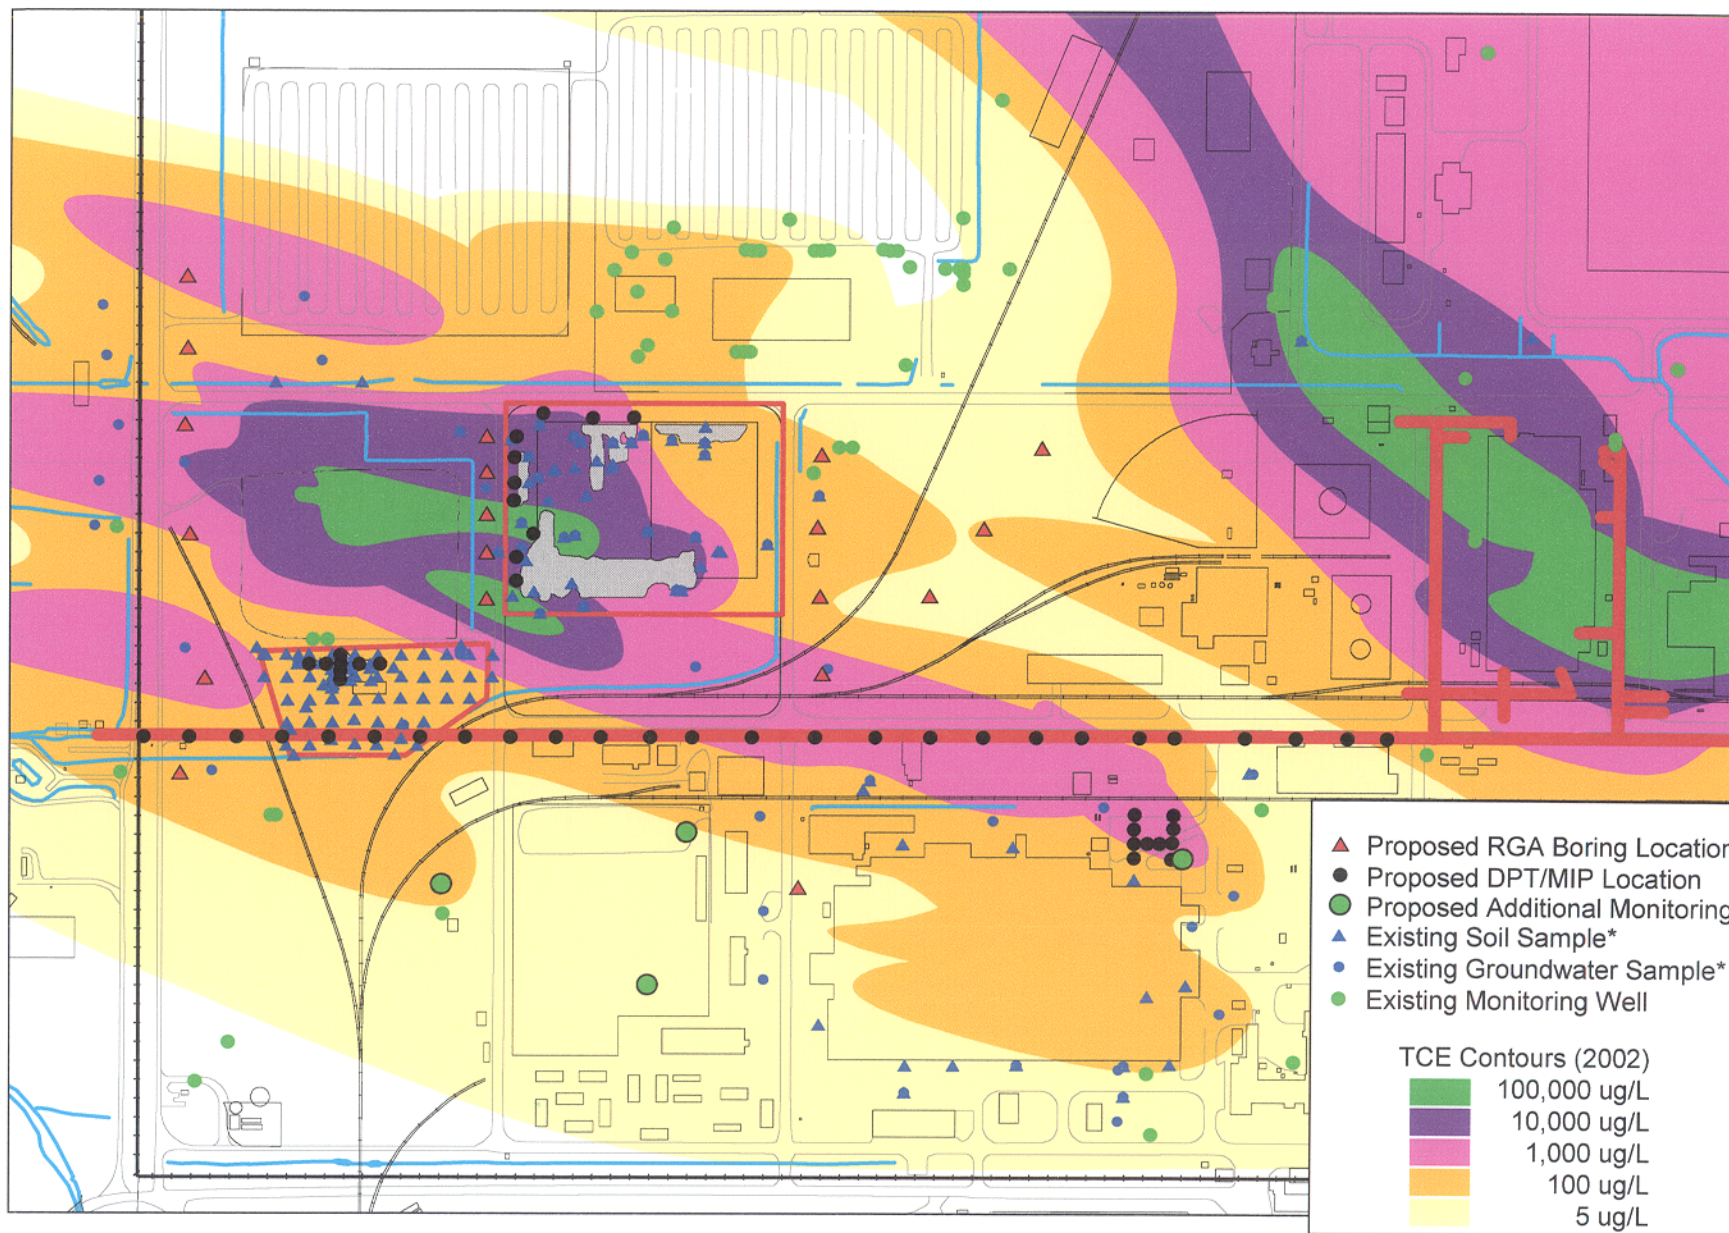 Proposed RGA Boring Location
Proposed DPT/MIP Location
Proposed Additional Monitoring
Existing Soil Sample*
Existing Groundwater Sample*
Existing Monitoring Well
TCE Contours (2002)
100,000 ug/L
10,000 ug/L
1,000 ug/L
100 ug/L
5 ug/L